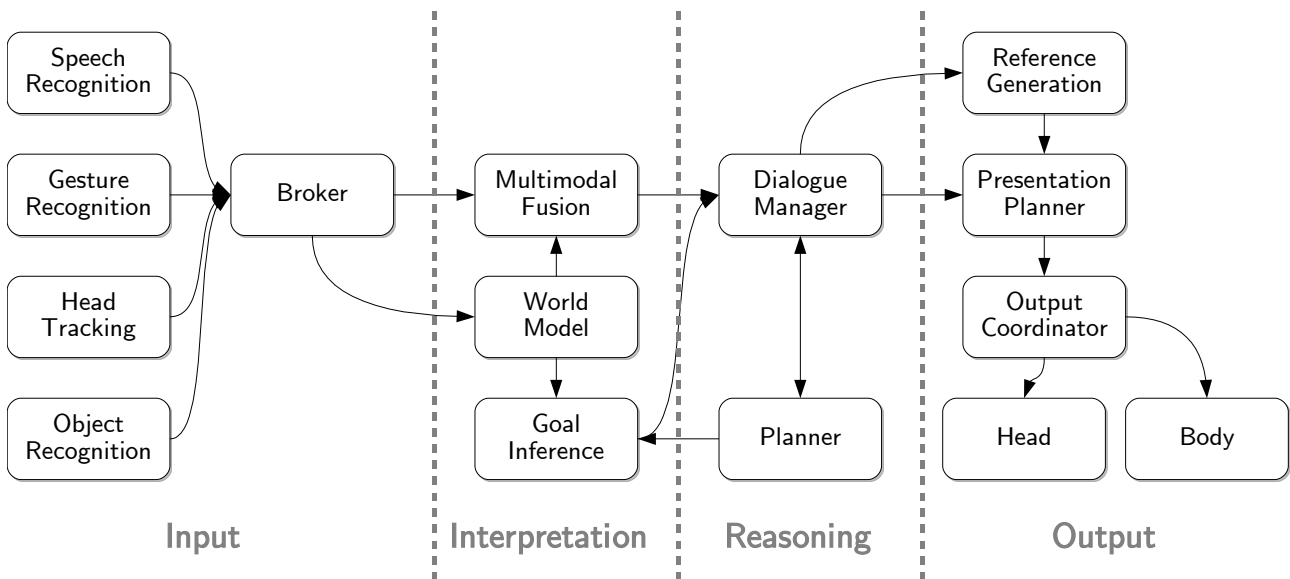 Speech
Recognition
Gesture
Recognition
Head
Tracking
Object
Recognition
Broker
Multimodal
Fusion
World
Model
Goal
Inference
Dialogue
Manager
Planner
Reference
Generation
Presentation
Planner
Output
Coordinator
Head
Body
Input
Interpretation
Reasoning
Output